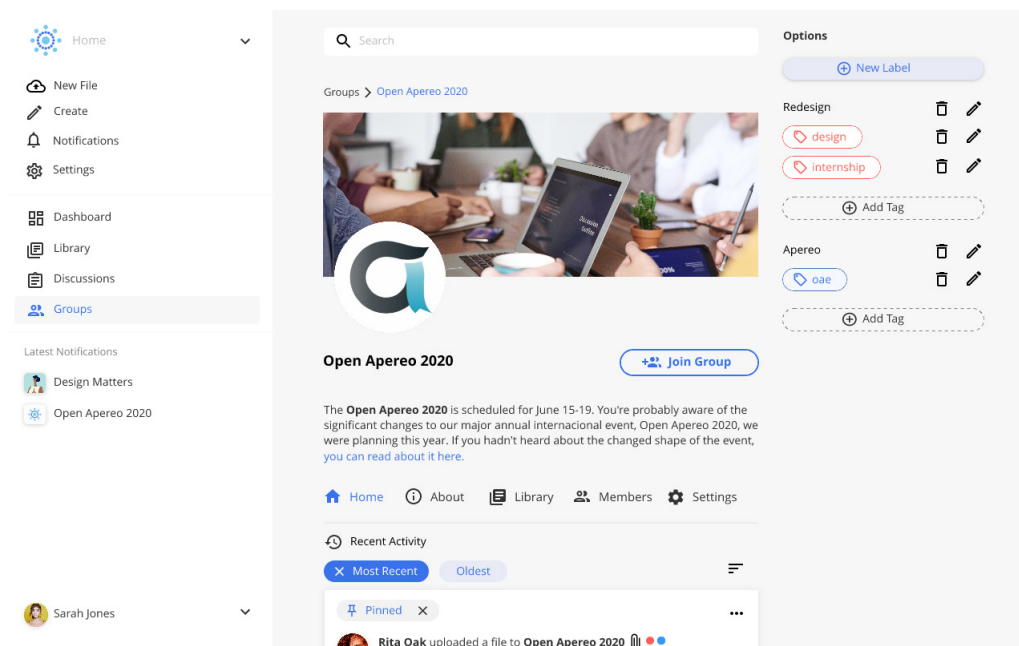 Home
New File
Create
Notifications
Settings
Dashboard
Library
Discussions
Groups
Latest Notifications
Design Matters
Open Apereo 2020
Sarah Jones
Search
Groups > Open Apereo 2020
Open Apereo 2020
Join Group
The Open Apereo 2020 is scheduled for June 15-19. You're probably aware of the
significant changes to our major annual internacional event, Open Apereo 2020, we
were planning this year. If you hadn't heard about the changed shape of the event,
you can read about it here.
Home About Library Members Settings
Recent Activity
Most Recent Oldest
Pinned
Rita Oak uploaded a file to Open Apereo 2020
Options
New Label
Redesign
design
internship
Add Tag
Apereo
oae
Add Tag